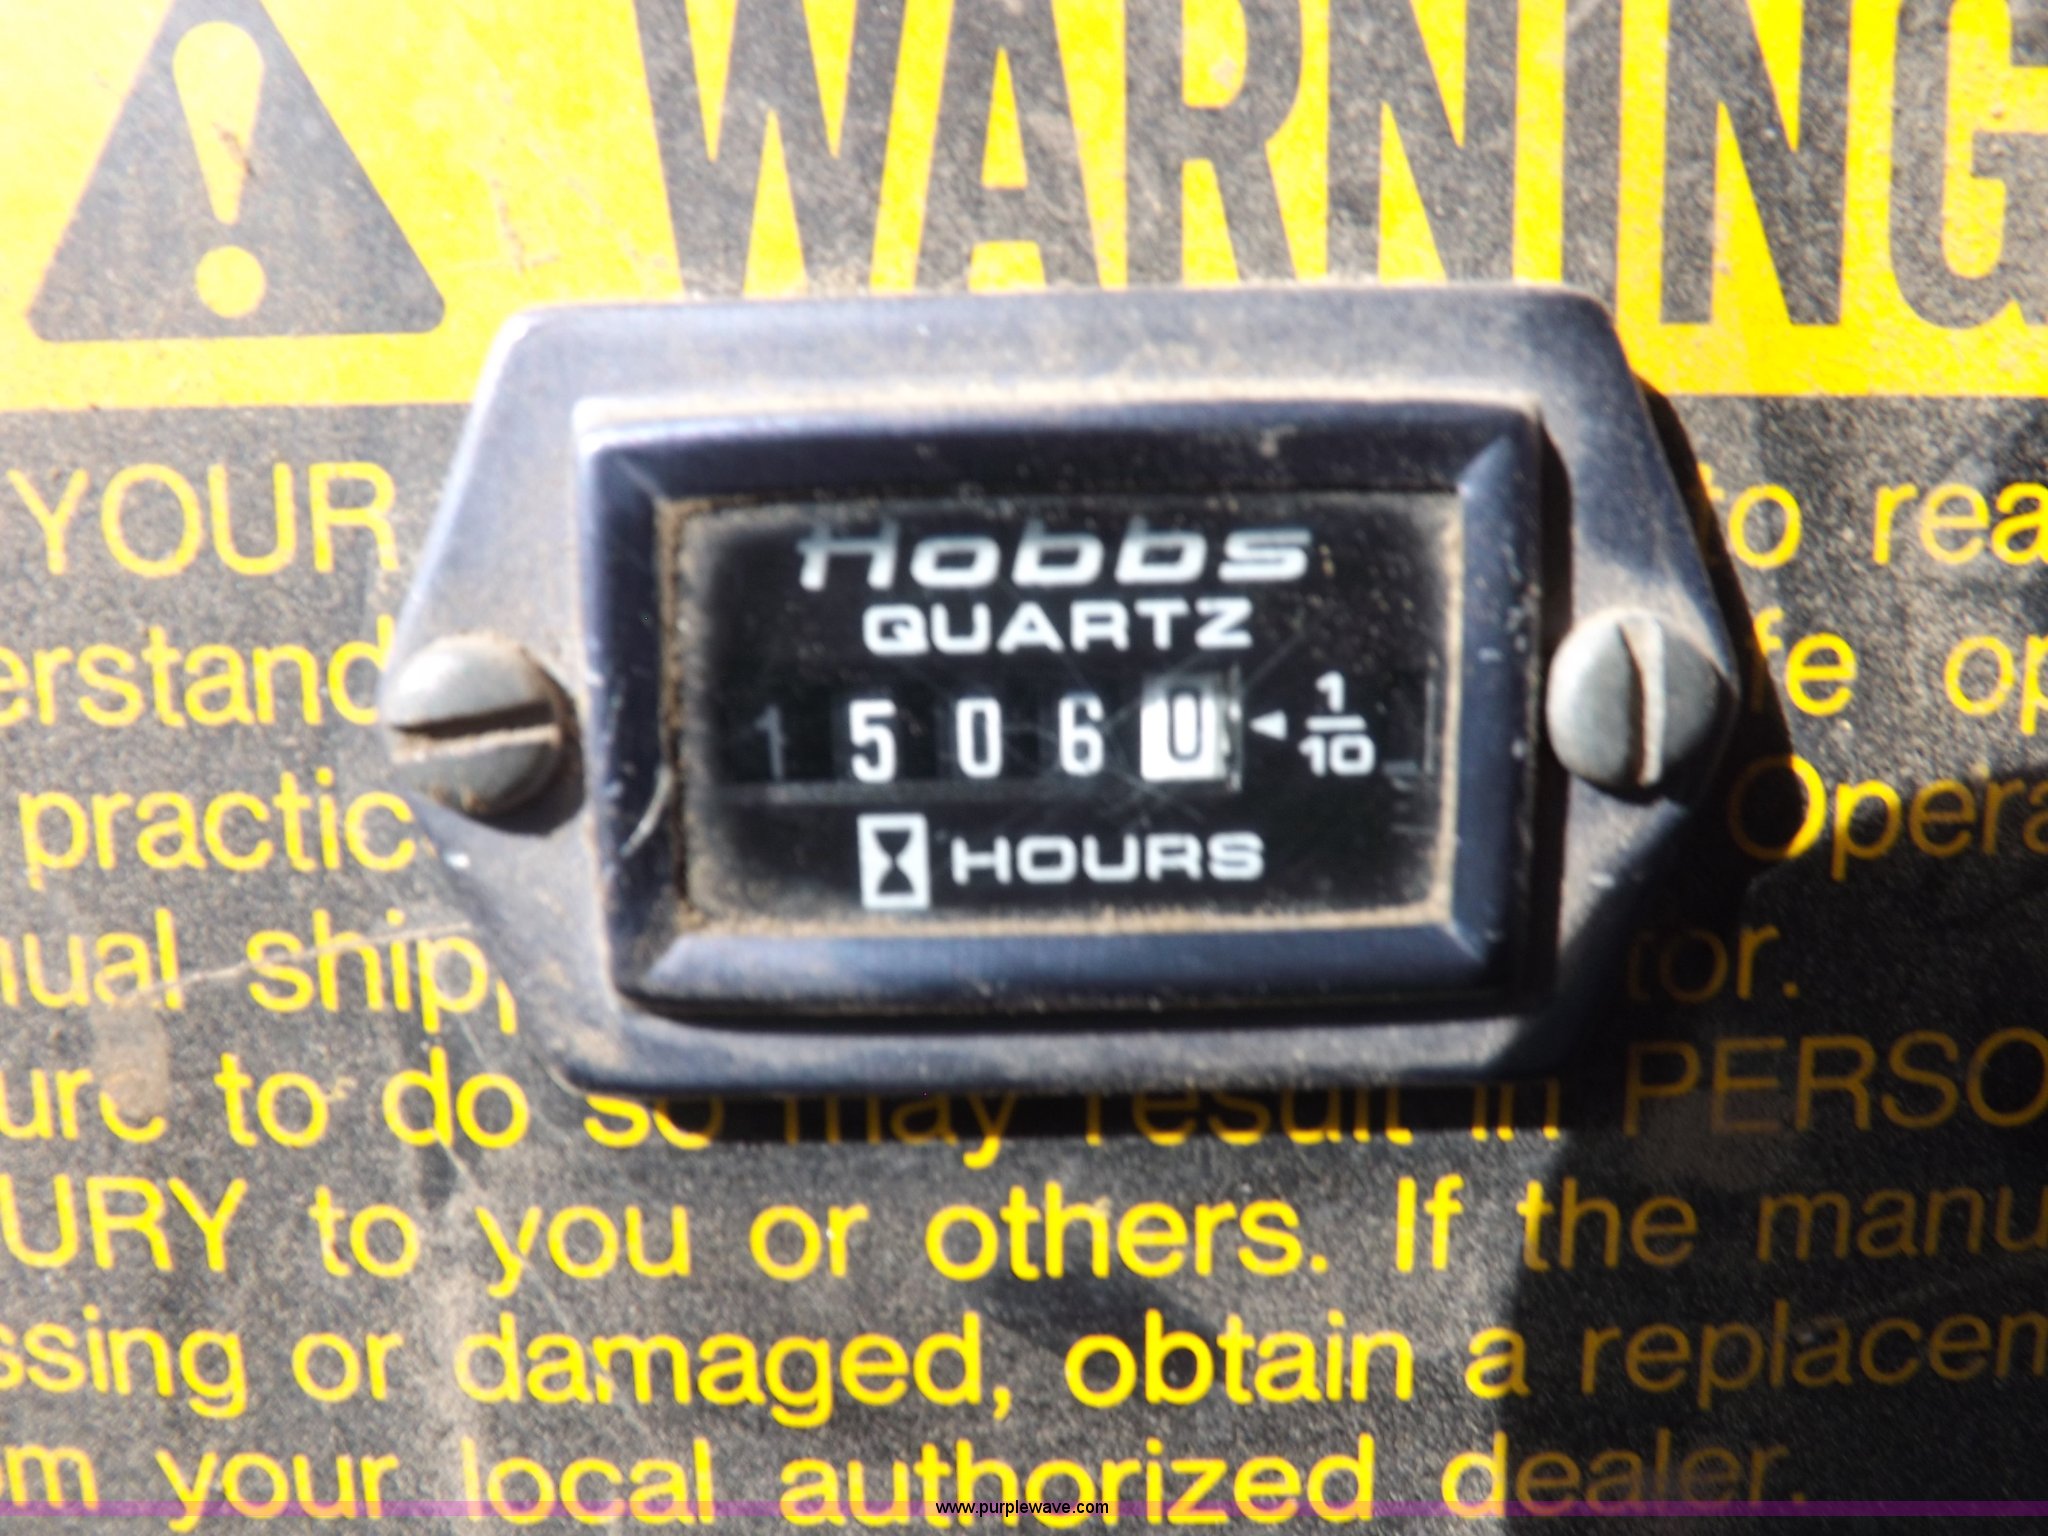 WARNING
Hobbs
QUARTZ
1 5 0 6 0 1/10
HOURS
YOUR to rea
erstand fe op
practic Opera
nual ship tor.
ure to do so may result in PERSO
URY to you or others. If the manu
ssing or damaged, obtain a replacem
om your local authorized dealer.
www.purplewave.com